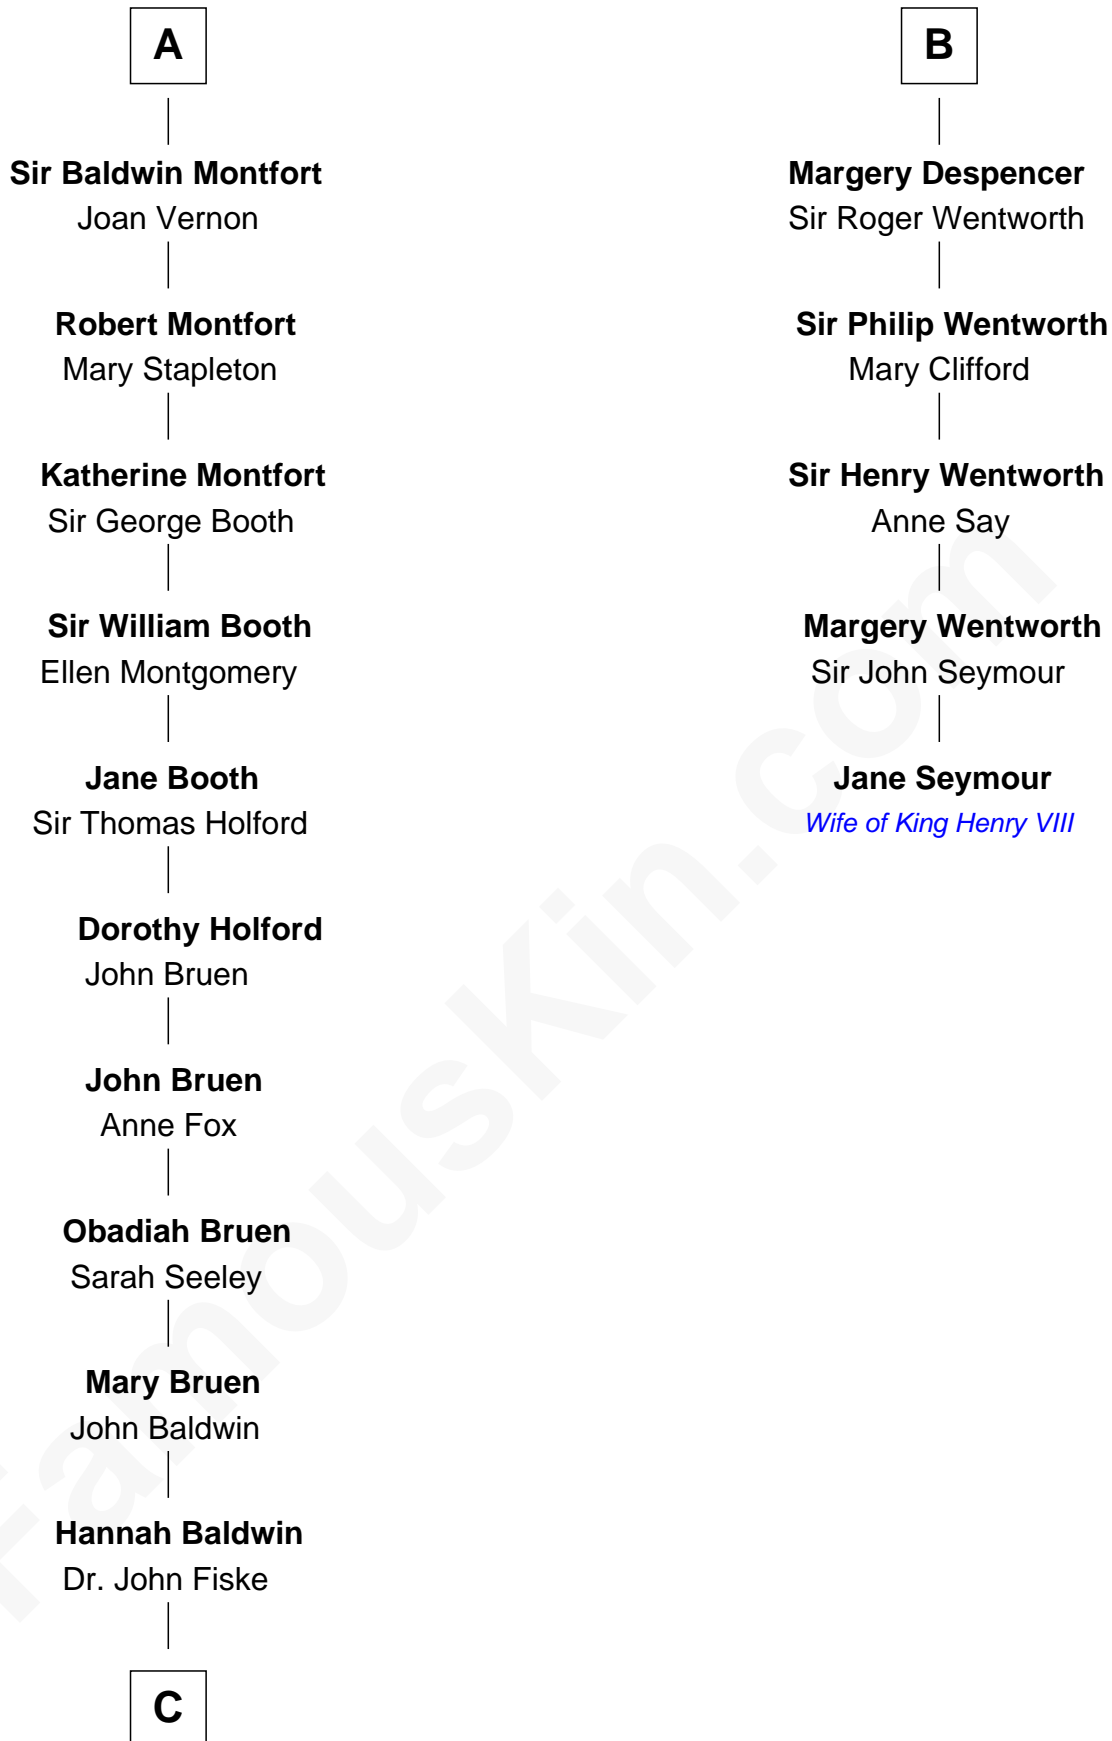 A
Sir Baldwin Montfort
Joan Vernon
Robert Montfort
Mary Stapleton
Katherine Montfort
Sir George Booth
Sir William Booth
Ellen Montgomery
Jane Booth
Sir Thomas Holford
Dorothy Holford
John Bruen
John Bruen
Anne Fox
Obadiah Bruen
Sarah Seeley
Mary Bruen
John Baldwin
Hannah Baldwin
Dr. John Fiske
C
B
Margery Despencer
Sir Roger Wentworth
Sir Philip Wentworth
Mary Clifford
Sir Henry Wentworth
Anne Say
Margery Wentworth
Sir John Seymour
Jane Seymour
Wife of King Henry VIII
FamousKin.com